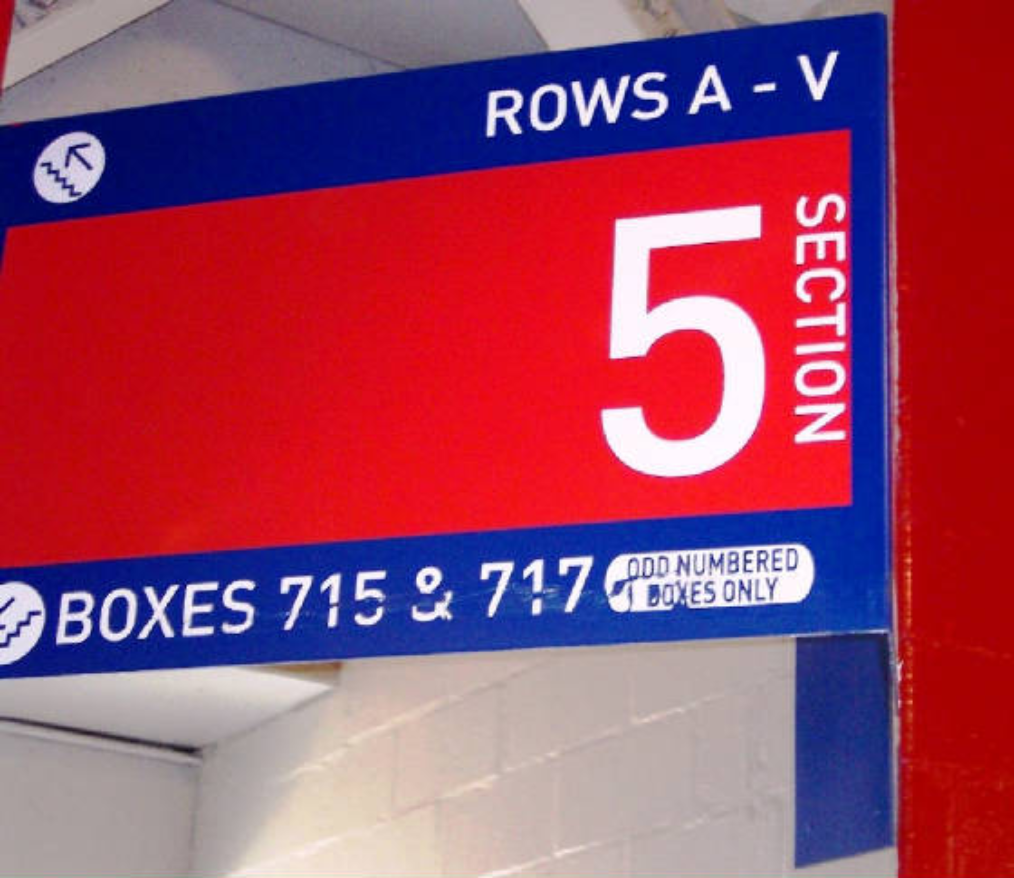 ROWS A - V
5
SECTION
BOXES 715 & 717
ODD NUMBERED
BOXES ONLY